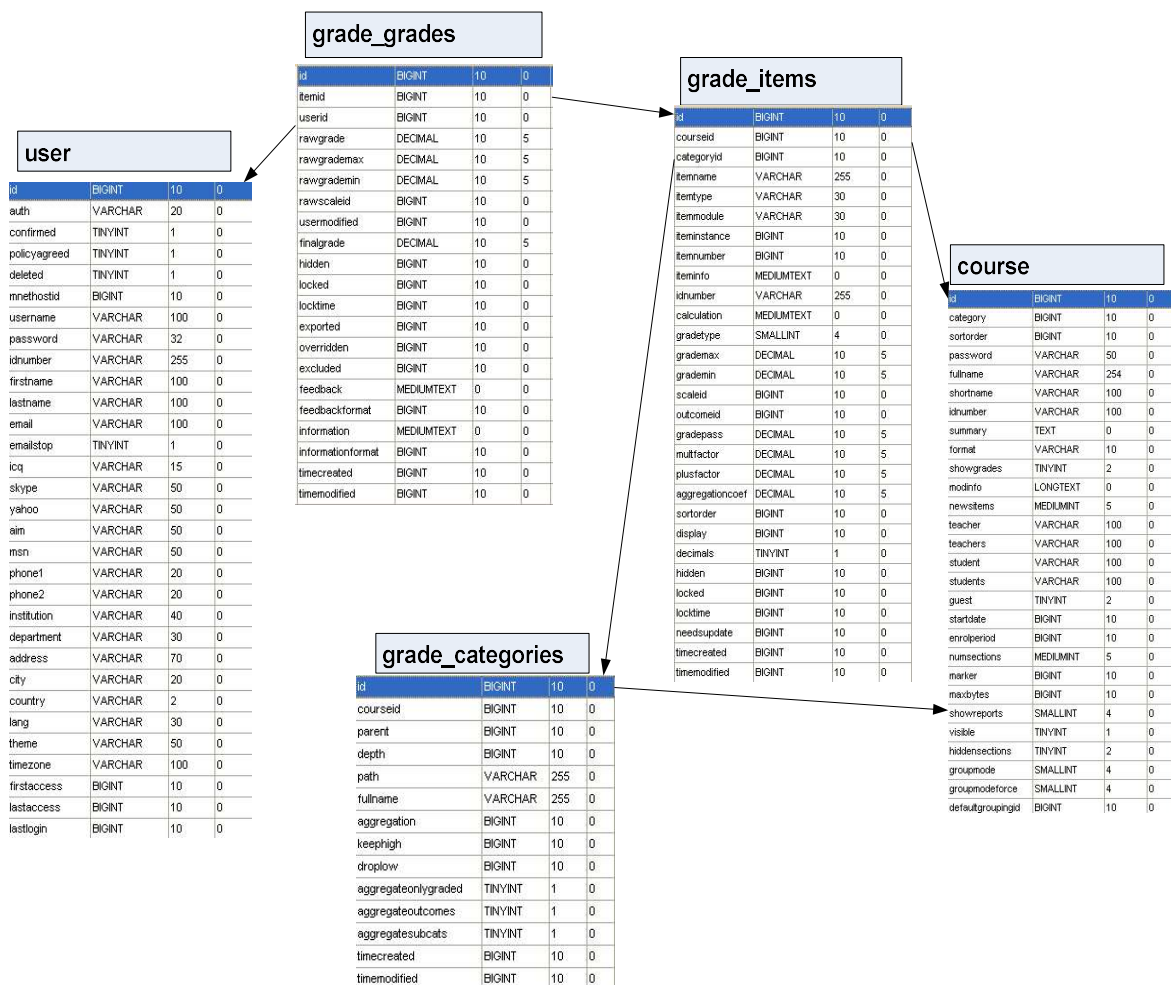 grade_grades
id BIGINT 10 0
itemid BIGINT 10 0
userid BIGINT 10 0
rawgrade DECIMAL 10 5
rawgrademax DECIMAL 10 5
rawgrademin DECIMAL 10 5
rawscaleid BIGINT 10 0
usermodified BIGINT 10 0
finalgrade DECIMAL 10 5
hidden BIGINT 10 0
locked BIGINT 10 0
locktime BIGINT 10 0
exported BIGINT 10 0
overridden BIGINT 10 0
excluded BIGINT 10 0
feedback MEDIUMTEXT 0 0
feedbackformat BIGINT 10 0
information MEDIUMTEXT 0 0
informationformat BIGINT 10 0
timecreated BIGINT 10 0
timemodified BIGINT 10 0
grade_items
id BIGINT 10 0
courseid BIGINT 10 0
categoryid BIGINT 10 0
itemname VARCHAR 255 0
itemtype VARCHAR 30 0
itemmodule VARCHAR 30 0
iteminstance BIGINT 10 0
itemnumber BIGINT 10 0
iteminfo MEDIUMTEXT 0 0
idnumber VARCHAR 255 0
calculation MEDIUMTEXT 0 0
gradetype SMALLINT 4 0
grademax DECIMAL 10 5
grademin DECIMAL 10 5
scaleid BIGINT 10 0
outcomeid BIGINT 10 0
gradepass DECIMAL 10 5
multfactor DECIMAL 10 5
plusfactor DECIMAL 10 5
aggregationcoef DECIMAL 10 5
sortorder BIGINT 10 0
display BIGINT 10 0
decimals TINYINT 1 0
hidden BIGINT 10 0
locked BIGINT 10 0
locktime BIGINT 10 0
needsupdate BIGINT 10 0
timecreated BIGINT 10 0
timemodified BIGINT 10 0
user
id BIGINT 10 0
auth VARCHAR 20 0
confirmed TINYINT 1 0
policyagreed TINYINT 1 0
deleted TINYINT 1 0
mnethostid BIGINT 10 0
username VARCHAR 100 0
password VARCHAR 32 0
idnumber VARCHAR 255 0
firstname VARCHAR 100 0
lastname VARCHAR 100 0
email VARCHAR 100 0
emailstop TINYINT 1 0
icq VARCHAR 15 0
skype VARCHAR 50 0
yahoo VARCHAR 50 0
aim VARCHAR 50 0
msn VARCHAR 50 0
phone1 VARCHAR 20 0
phone2 VARCHAR 20 0
institution VARCHAR 40 0
department VARCHAR 30 0
address VARCHAR 70 0
city VARCHAR 20 0
country VARCHAR 2 0
lang VARCHAR 30 0
theme VARCHAR 50 0
timezone VARCHAR 100 0
firstaccess BIGINT 10 0
lastaccess BIGINT 10 0
lastlogin BIGINT 10 0
course
id BIGINT 10 0
category BIGINT 10 0
sortorder BIGINT 10 0
password VARCHAR 50 0
fullname VARCHAR 254 0
shortname VARCHAR 100 0
idnumber VARCHAR 100 0
summary TEXT 0 0
format VARCHAR 10 0
showgrades TINYINT 2 0
modinfo LONGTEXT 0 0
newsitems MEDIUMINT 5 0
teacher VARCHAR 100 0
teachers VARCHAR 100 0
student VARCHAR 100 0
students VARCHAR 100 0
guest TINYINT 2 0
startdate BIGINT 10 0
enrolperiod BIGINT 10 0
numsections MEDIUMINT 5 0
marker BIGINT 10 0
maxbytes BIGINT 10 0
showreports SMALLINT 4 0
visible TINYINT 1 0
hiddensections TINYINT 2 0
groupmode SMALLINT 4 0
groupmodeforce SMALLINT 4 0
defaultgroupingid BIGINT 10 0
grade_categories
id BIGINT 10 0
courseid BIGINT 10 0
parent BIGINT 10 0
depth BIGINT 10 0
path VARCHAR 255 0
fullname VARCHAR 255 0
aggregation BIGINT 10 0
keephigh BIGINT 10 0
droplow BIGINT 10 0
aggregateonlygraded TINYINT 1 0
aggregateoutcomes TINYINT 1 0
aggregatesubcats TINYINT 1 0
timecreated BIGINT 10 0
timemodified BIGINT 10 0